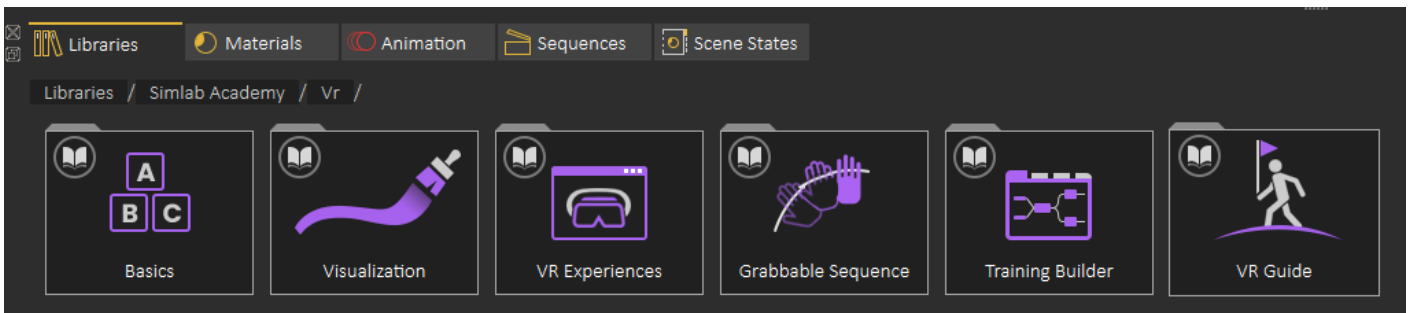 Libraries Materials Animation Sequences Scene States
Libraries / Simlab Academy / Vr /
A
B C
Basics Visualization VR Experiences Grabbable Sequence Training Builder VR Guide